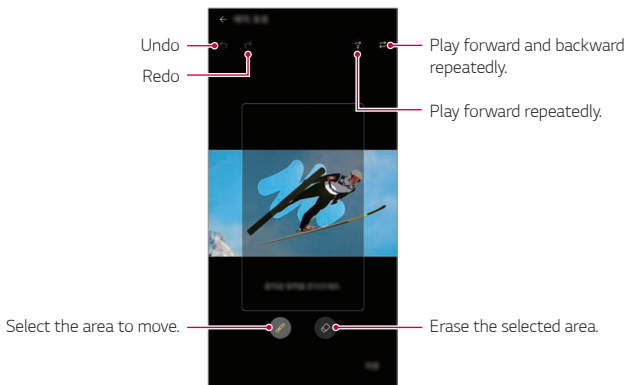 Undo
Redo
Play forward and backward
repeatedly.
Play forward repeatedly.
Select the area to move.
Erase the selected area.